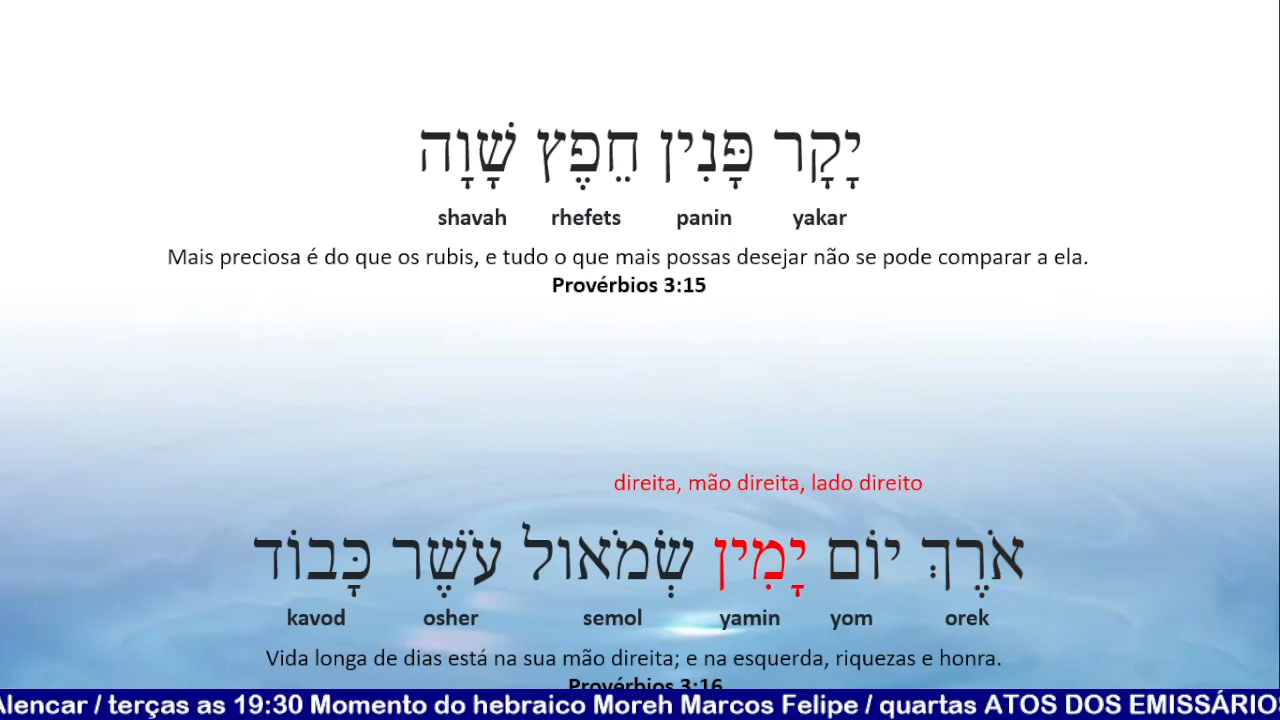 יָקָר פָּנִין חֵפֶץ שָׁוָה
shavah rhefets panin yakar
Mais preciosa é do que os rubis, e tudo o que mais possas desejar não se pode comparar a ela.
Provérbios 3:15
direita, mão direita, lado direito
אֹרֶךְ יוֹם יָמִין שְׂמֹאול עֹשֶׁר כָּבוֹד
kavod osher semol yamin yom orek
Vida longa de dias está na sua mão direita; e na esquerda, riquezas e honra.
Provérbios 3:16
Alencar / terças as 19:30 Momento do hebraico Moreh Marcos Felipe / quartas ATOS DOS EMISSÁRIO